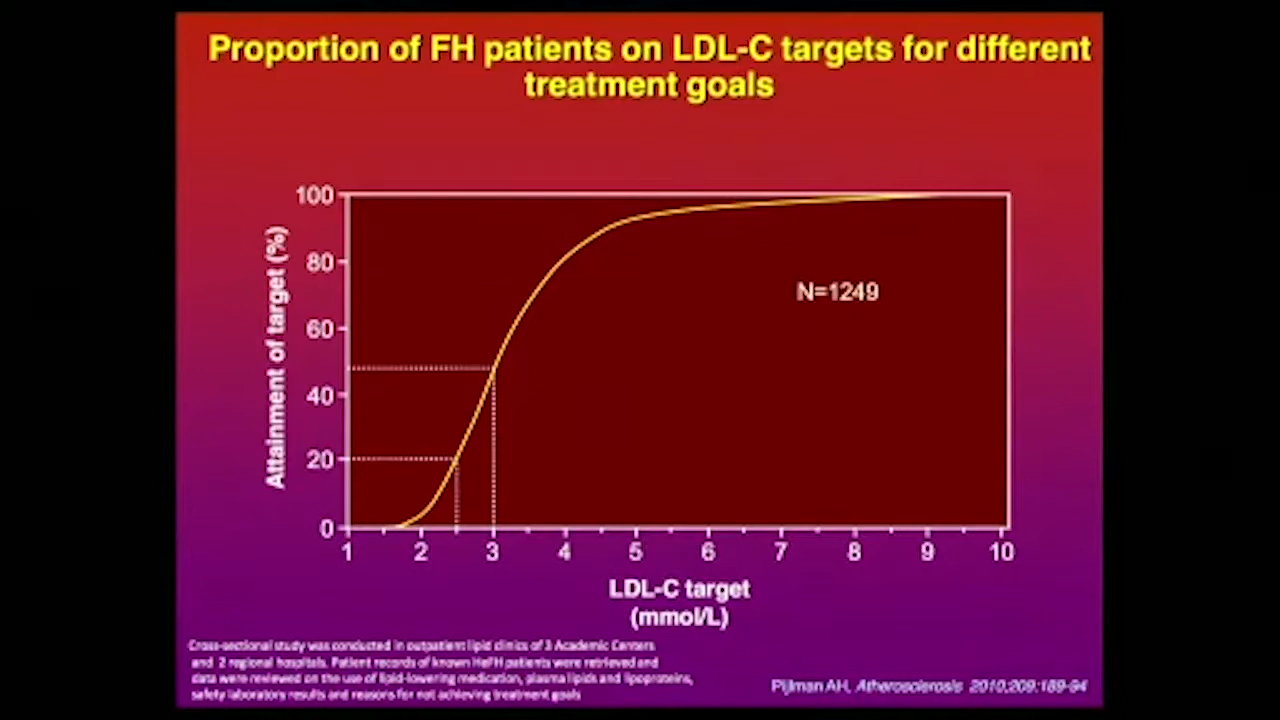 Proportion of FH patients on LDL-C targets for different
treatment goals
Attainment of target (%)
100
80
60
40
20
0
N=1249
1 2 3 4 5 6 7 8 9 10
LDL-C target
(mmol/L)
Cross-sectional study was conducted in outpatient lipid clinics of 3 Academic Centers
and 2 regional hospitals. Patient records of known HeFH patients were retrieved and
data were reviewed on the use of lipid-lowering medication, plasma lipids and lipoproteins,
safety laboratory results and reasons for not achieving treatment goals
Pijlman AH, Atherosclerosis 2010;209:189-94